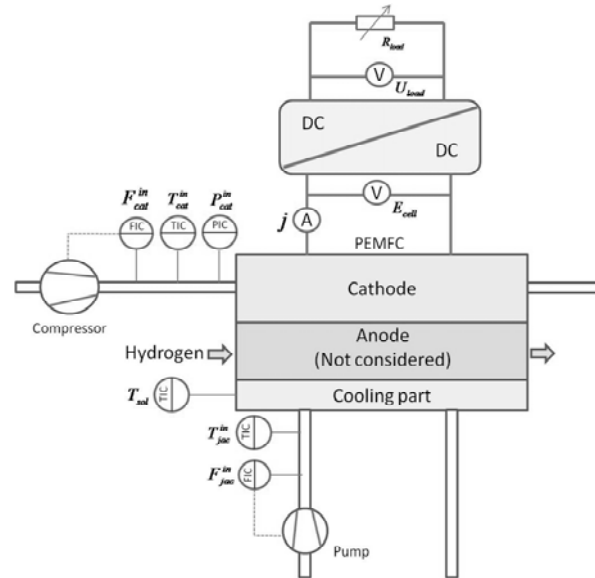 R_load
V
U_load
DC
DC
V
E_cell
j
A
F_cat^in
T_cat^in
P_cat^in
FIC
TIC
PIC
PEMFC
Cathode
Compressor
Anode
(Not considered)
Hydrogen
Cooling part
T_sol
TIC
T_jac^in
TIC
F_jac^in
FIC
Pump